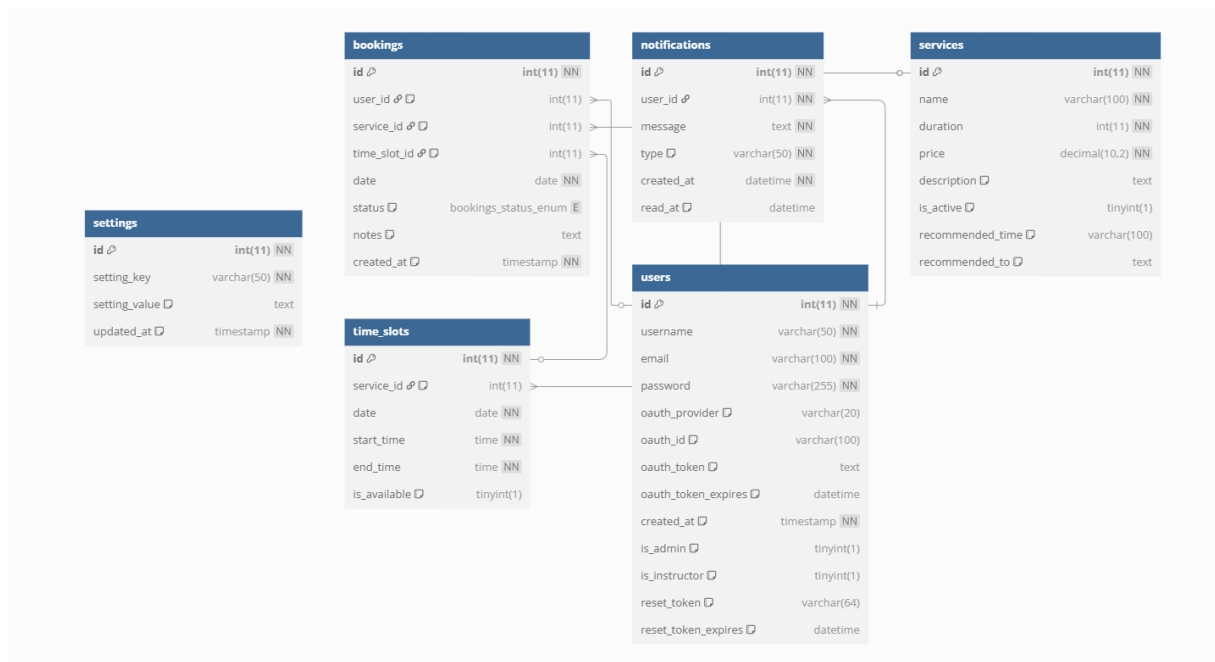 bookings
id int(11) NN
user_id int(11)
service_id int(11)
time_slot_id int(11)
date date NN
status bookings_status_enum E
notes text
created_at timestamp NN
notifications
id int(11) NN
user_id int(11) NN
message text NN
type varchar(50) NN
created_at datetime NN
read_at datetime
services
id int(11) NN
name varchar(100) NN
duration int(11) NN
price decimal(10,2) NN
description text
is_active tinyint(1)
recommended_time varchar(100)
recommended_to text
settings
id int(11) NN
setting_key varchar(50) NN
setting_value text
updated_at timestamp NN
time_slots
id int(11) NN
service_id int(11)
date date NN
start_time time NN
end_time time NN
is_available tinyint(1)
users
id int(11) NN
username varchar(50) NN
email varchar(100) NN
password varchar(255) NN
oauth_provider varchar(20)
oauth_id varchar(100)
oauth_token text
oauth_token_expires datetime
created_at timestamp NN
is_admin tinyint(1)
is_instructor tinyint(1)
reset_token varchar(64)
reset_token_expires datetime